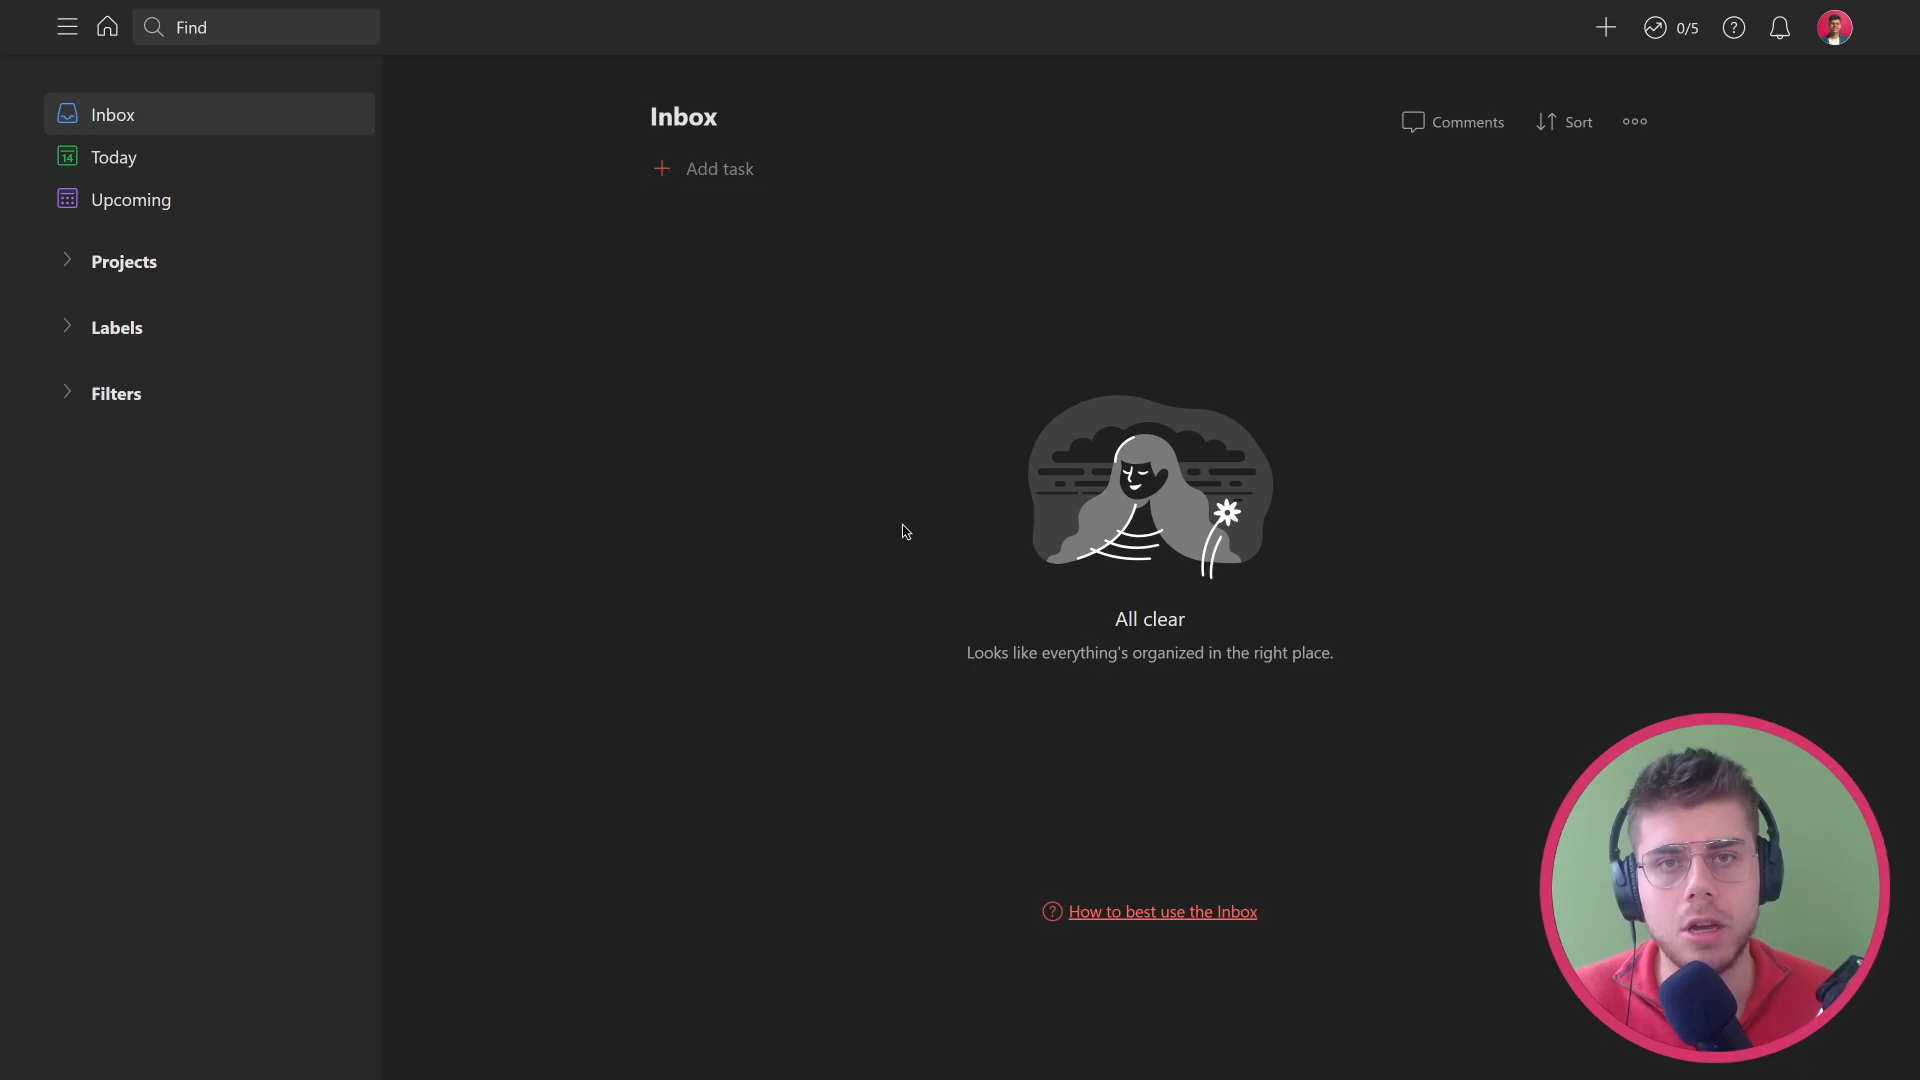 Find
0/5
Inbox
14
Today
Upcoming
Projects
Labels
Filters
Inbox
Comments
Sort
Add task
All clear
Looks like everything's organized in the right place.
How to best use the Inbox